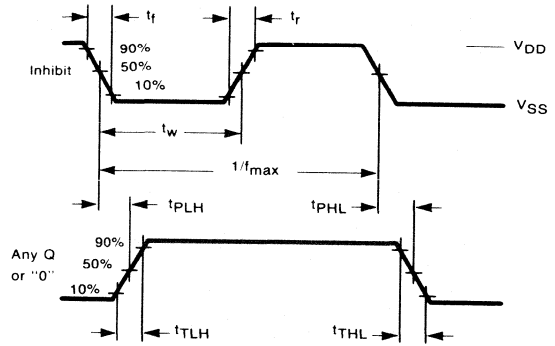 tf
tr
90%
VDD
Inhibit
50%
10%
VSS
tw
1/fmax
tPLH
tPHL
90%
Any Q
50%
or "0"
10%
tTLH
tTHL